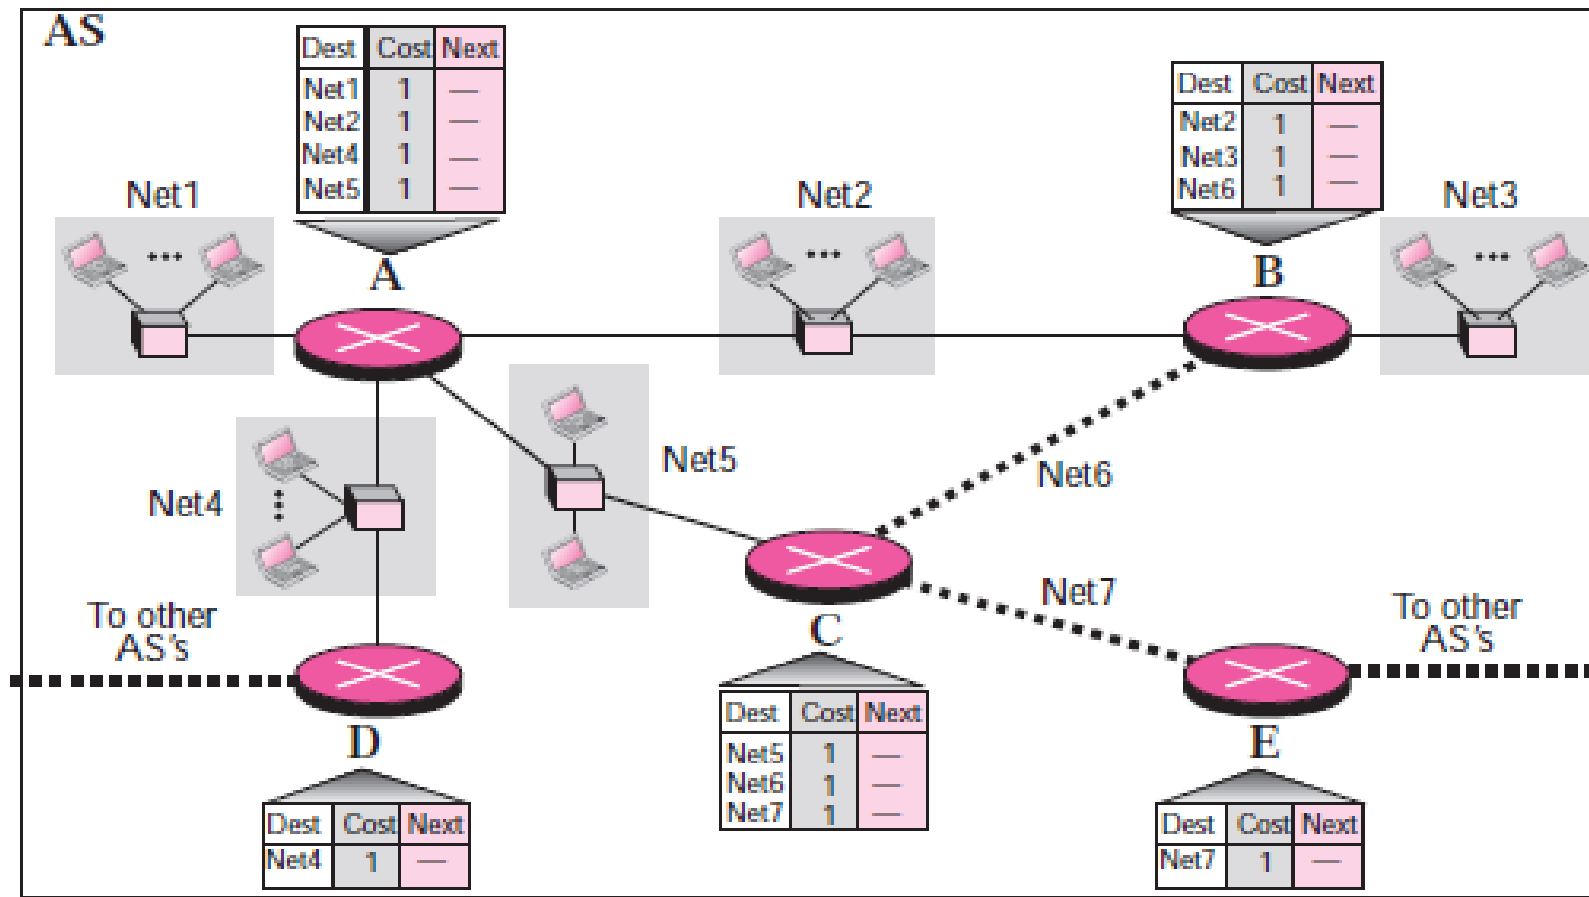 AS
Dest Cost Next
Net1 1 —
Net2 1 —
Net4 1 —
Net5 1 —
Dest Cost Next
Net2 1 —
Net3 1 —
Net6 1 —
Net1
Net2
Net3
A
B
Net4
Net5
Net6
Net7
To other
AS's
To other
AS's
C
D
E
Dest Cost Next
Net5 1 —
Net6 1 —
Net7 1 —
Dest Cost Next
Net4 1 —
Dest Cost Next
Net7 1 —